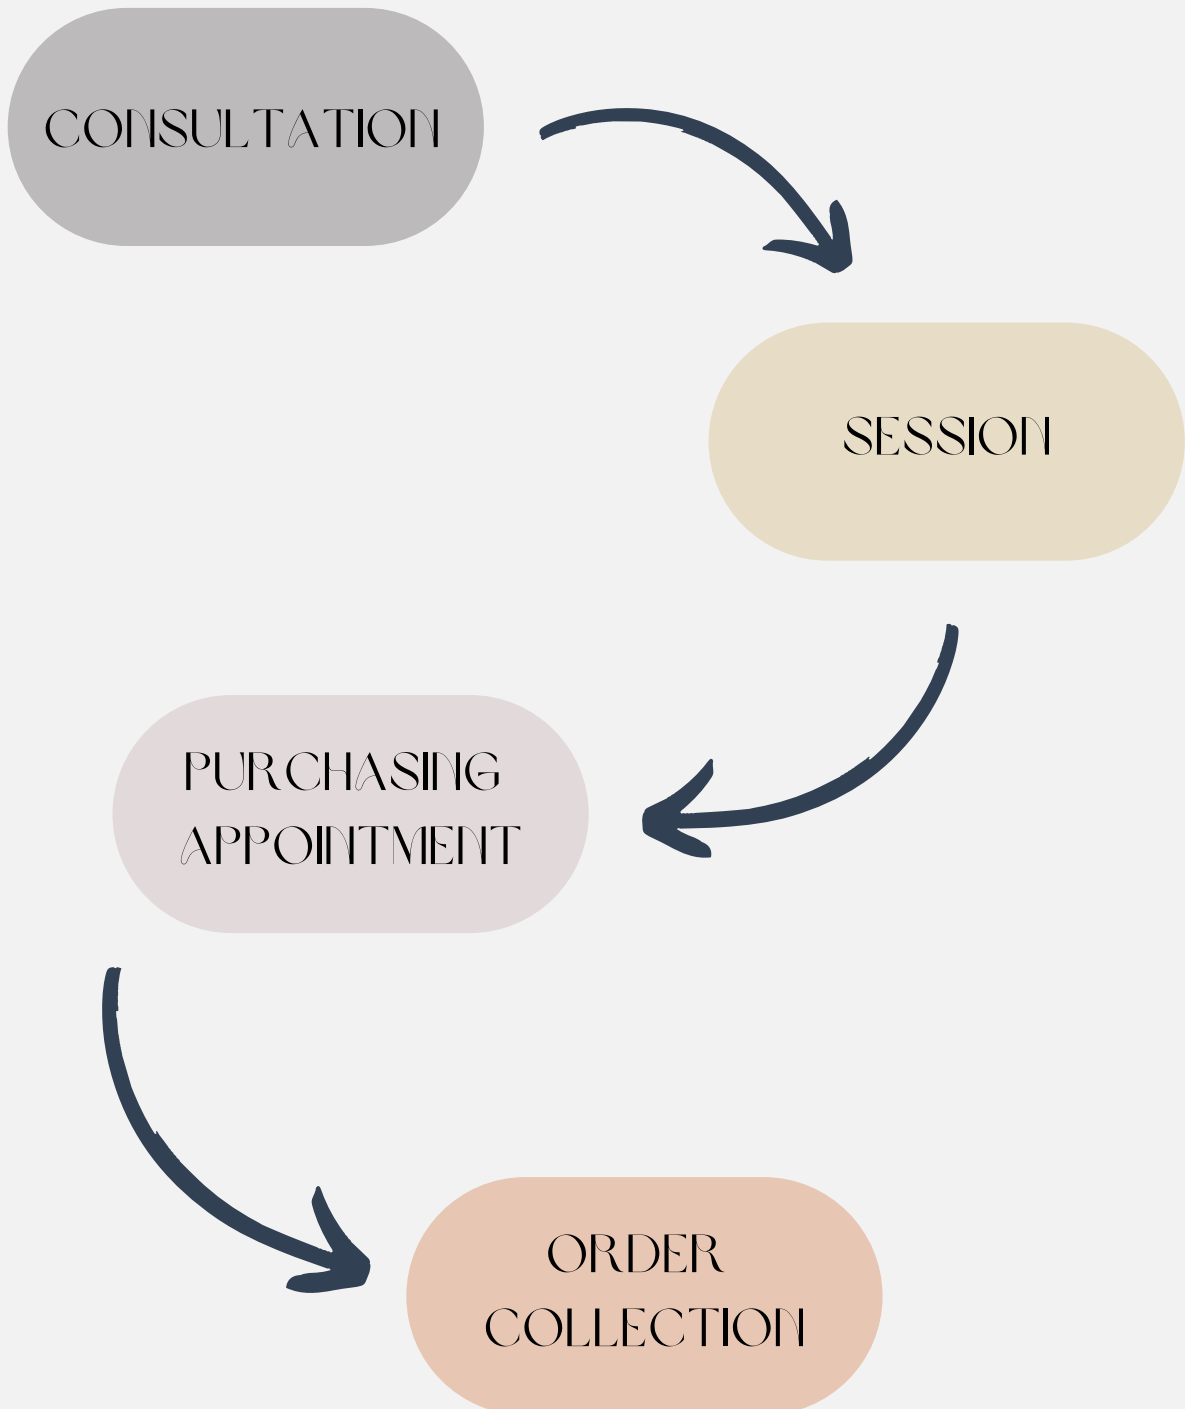 CONSULTATION
SESSION
PURCHASING
APPOINTMENT
ORDER
COLLECTION